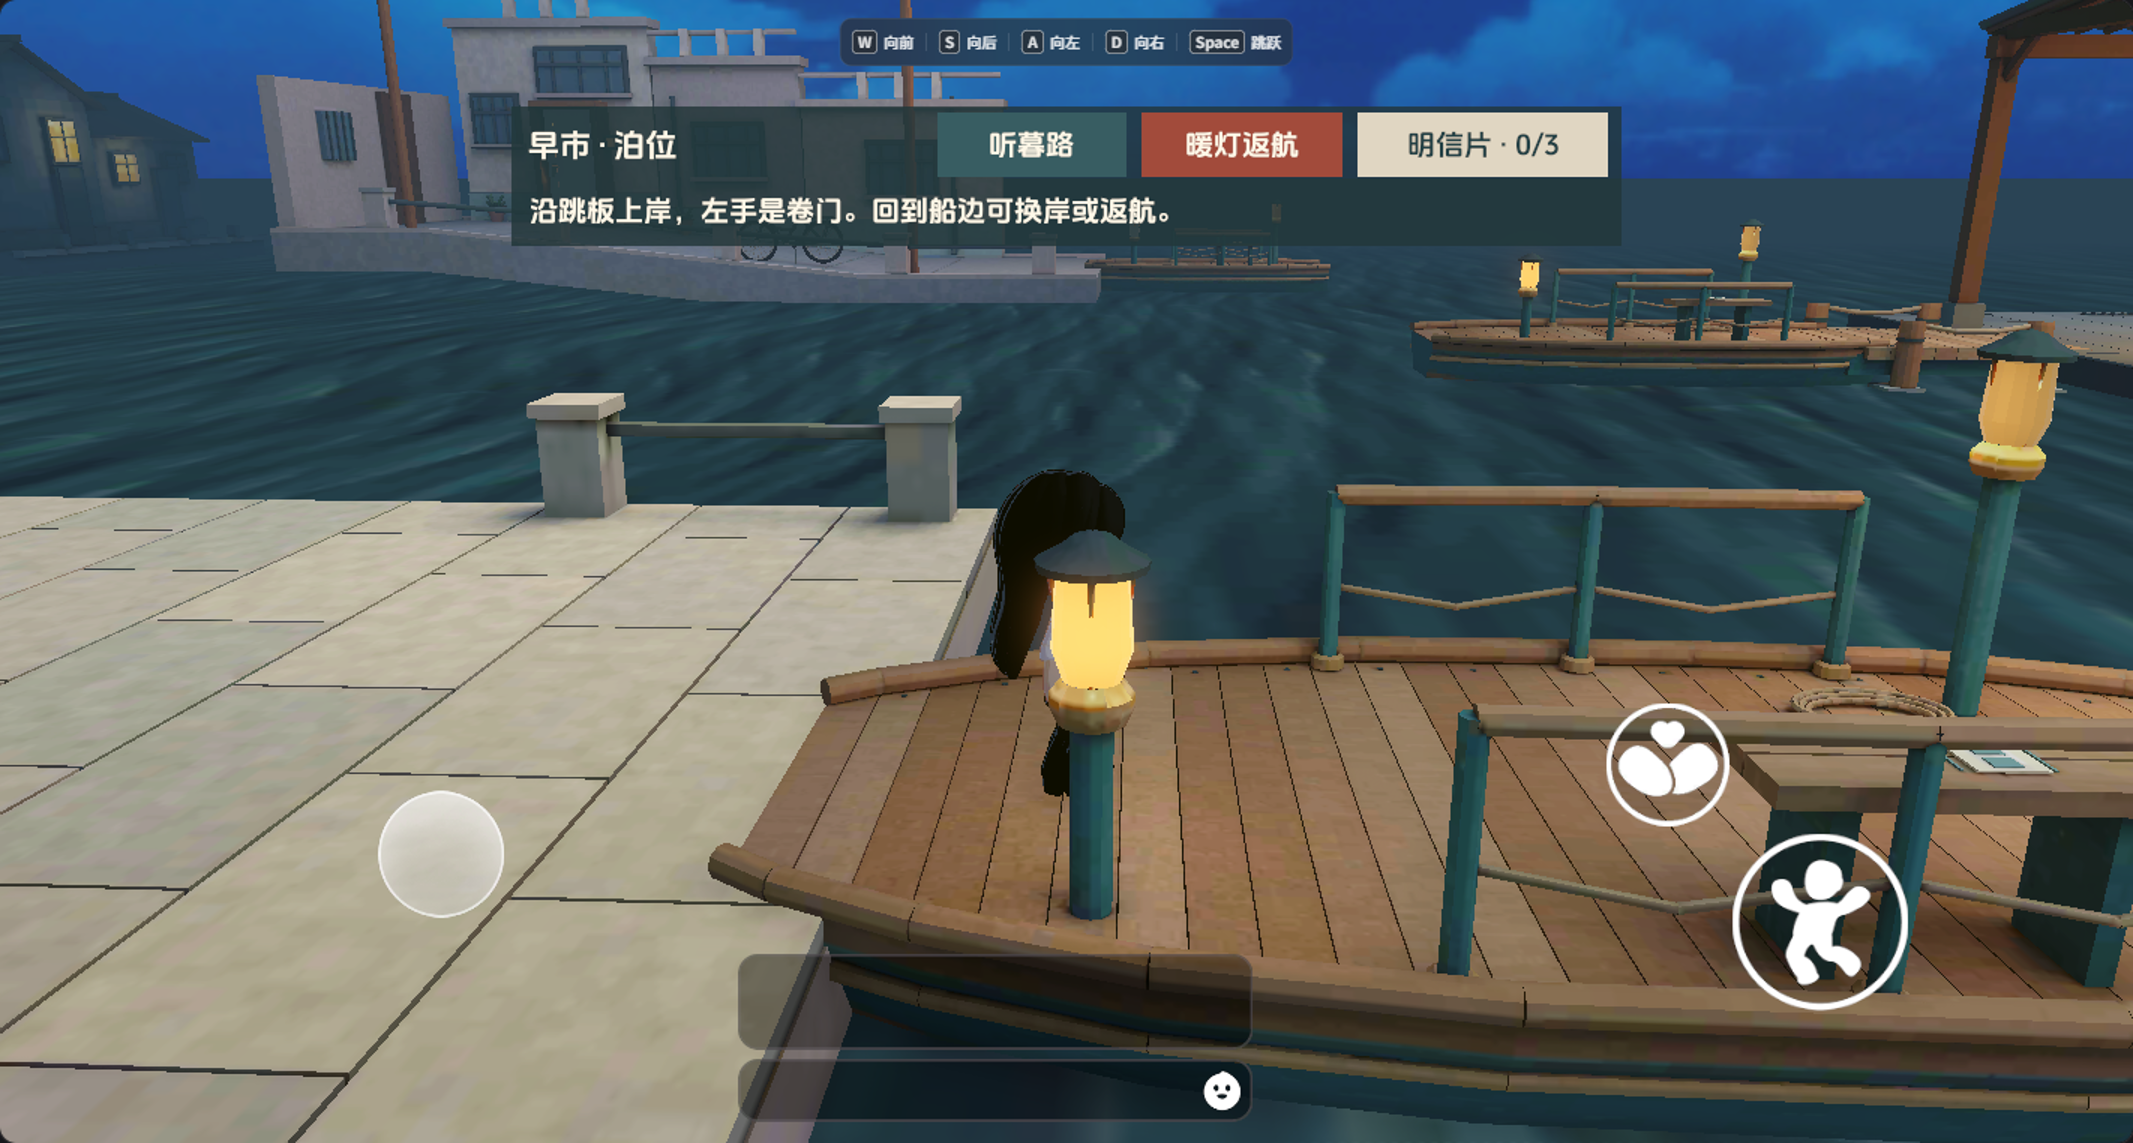 W 向前 S 向后 A 向左 D 向右 Space 跳跃
早市·泊位 听暮路 暖灯返航 明信片·0/3
沿跳板上岸，左手是卷门。回到船边可换岸或返航。